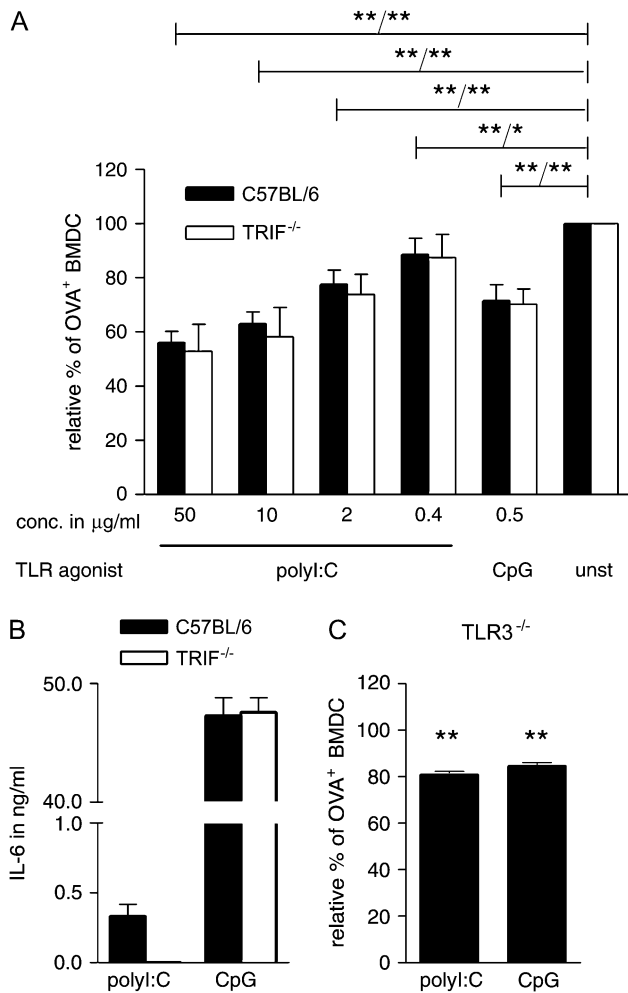 A
**/**
**/**
**/**
**/*
**/**
120
100
80
60
40
20
0
relative % of OVA+ BMDC
C57BL/6
TRIF-/-
conc. in µg/ml 50 10 2 0.4 0.5
TLR agonist polyI:C CpG unst
B
C57BL/6
TRIF-/-
50.0
40.0
1.0
0.5
0.0
IL-6 in ng/ml
polyI:C CpG
C
TLR3-/-
120
100
80
60
40
20
0
relative % of OVA+ BMDC
** **
polyI:C CpG